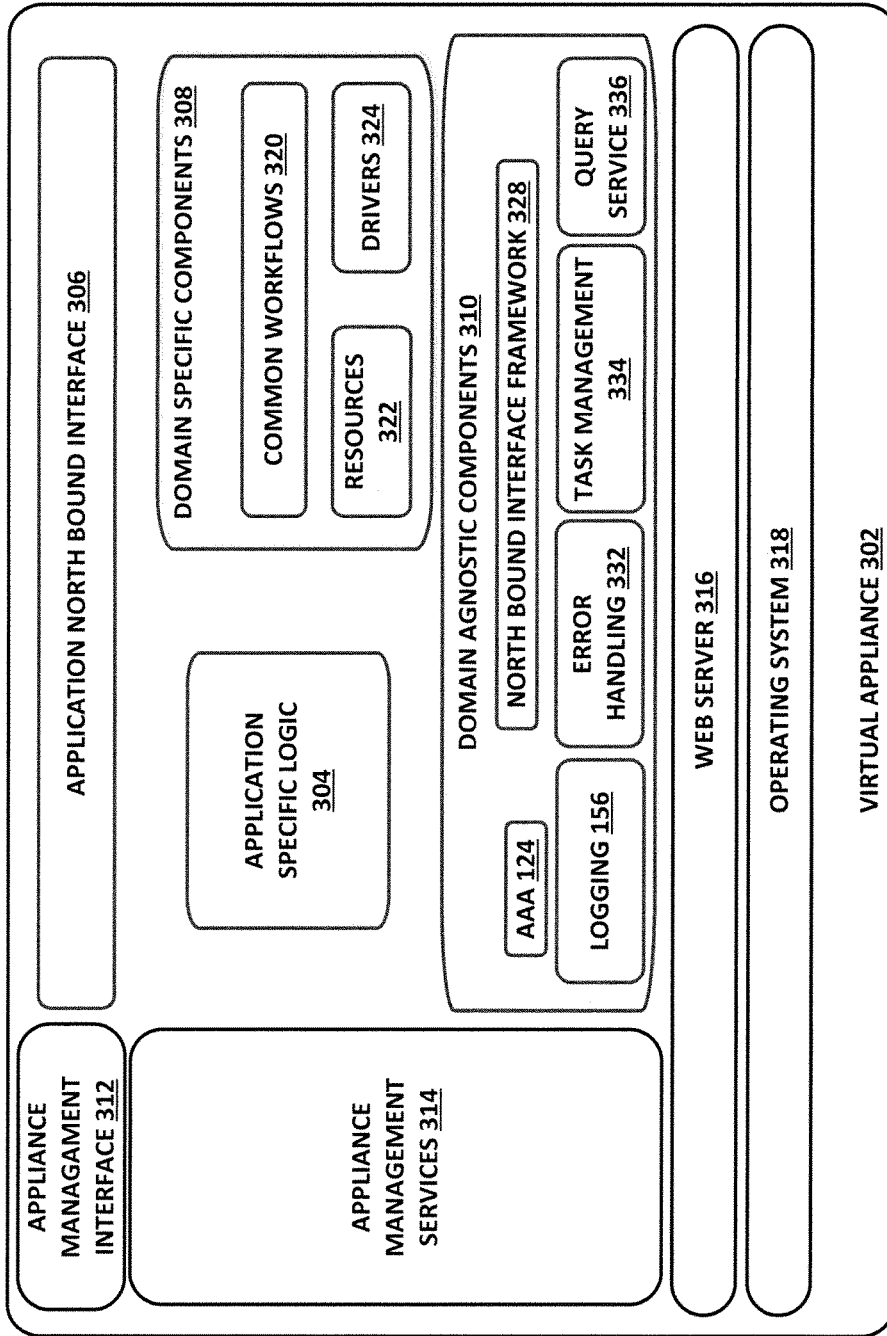 APPLIANCE
MANAGAMENT
INTERFACE 312
APPLICATION NORTH BOUND INTERFACE 306
APPLIANCE
MANAGEMENT
SERVICES 314
APPLICATION
SPECIFIC LOGIC
304
DOMAIN SPECIFIC COMPONENTS 308
COMMON WORKFLOWS 320
RESOURCES
322
DRIVERS 324
DOMAIN AGNOSTIC COMPONENTS 310
AAA 124
NORTH BOUND INTERFACE FRAMEWORK 328
LOGGING 156
ERROR
HANDLING 332
TASK MANAGEMENT
334
QUERY
SERVICE 336
WEB SERVER 316
OPERATING SYSTEM 318
VIRTUAL APPLIANCE 302